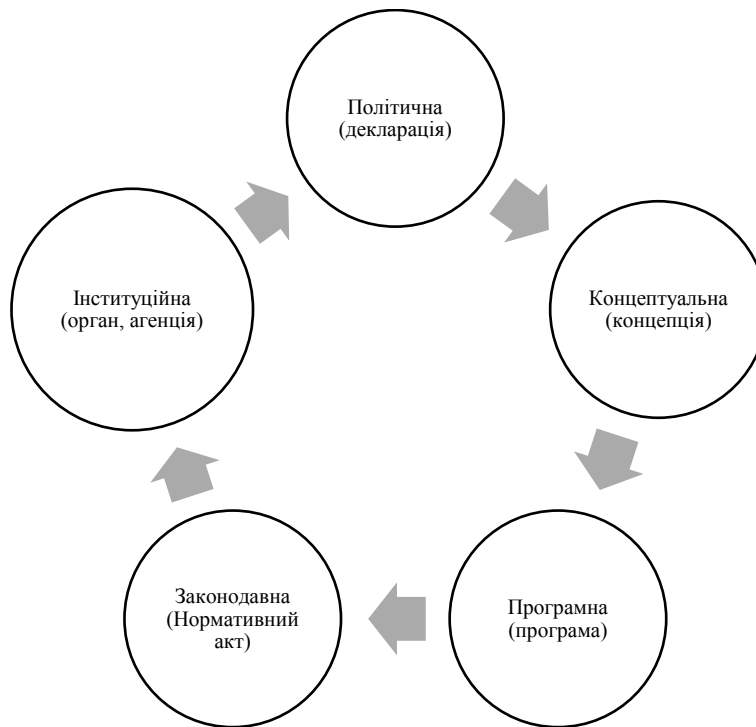 Політична
(декларація)
Концептуальна
(концепція)
Програмна
(програма)
Законодавна
(Нормативний
акт)
Інституційна
(орган, агенція)